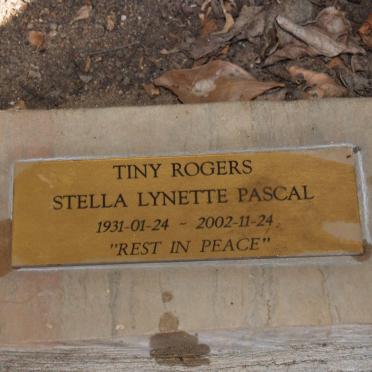 TINY ROGERS
STELLA LYNETTE PASCAL
1931-01-24 ~ 2002-11-24
"REST IN PEACE"